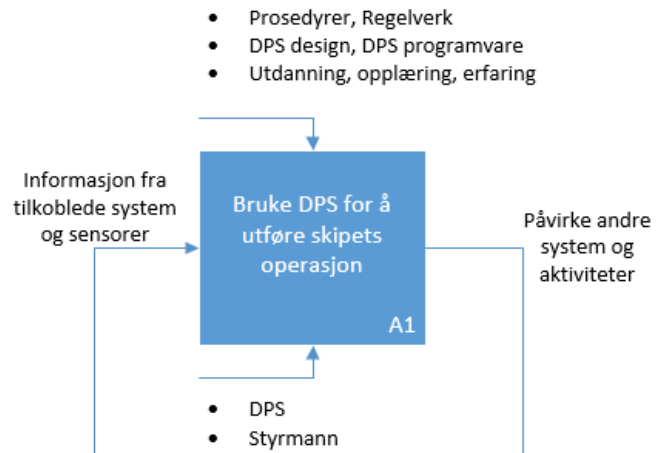 • Prosedyrer, Regelverk
• DPS design, DPS programvare
• Utdanning, opplæring, erfaring
Informasjon fra
tilkoblede system
og sensorer
Bruke DPS for å
utføre skipets
operasjon
A1
Påvirke andre
system og
aktiviteter
• DPS
• Styrmann